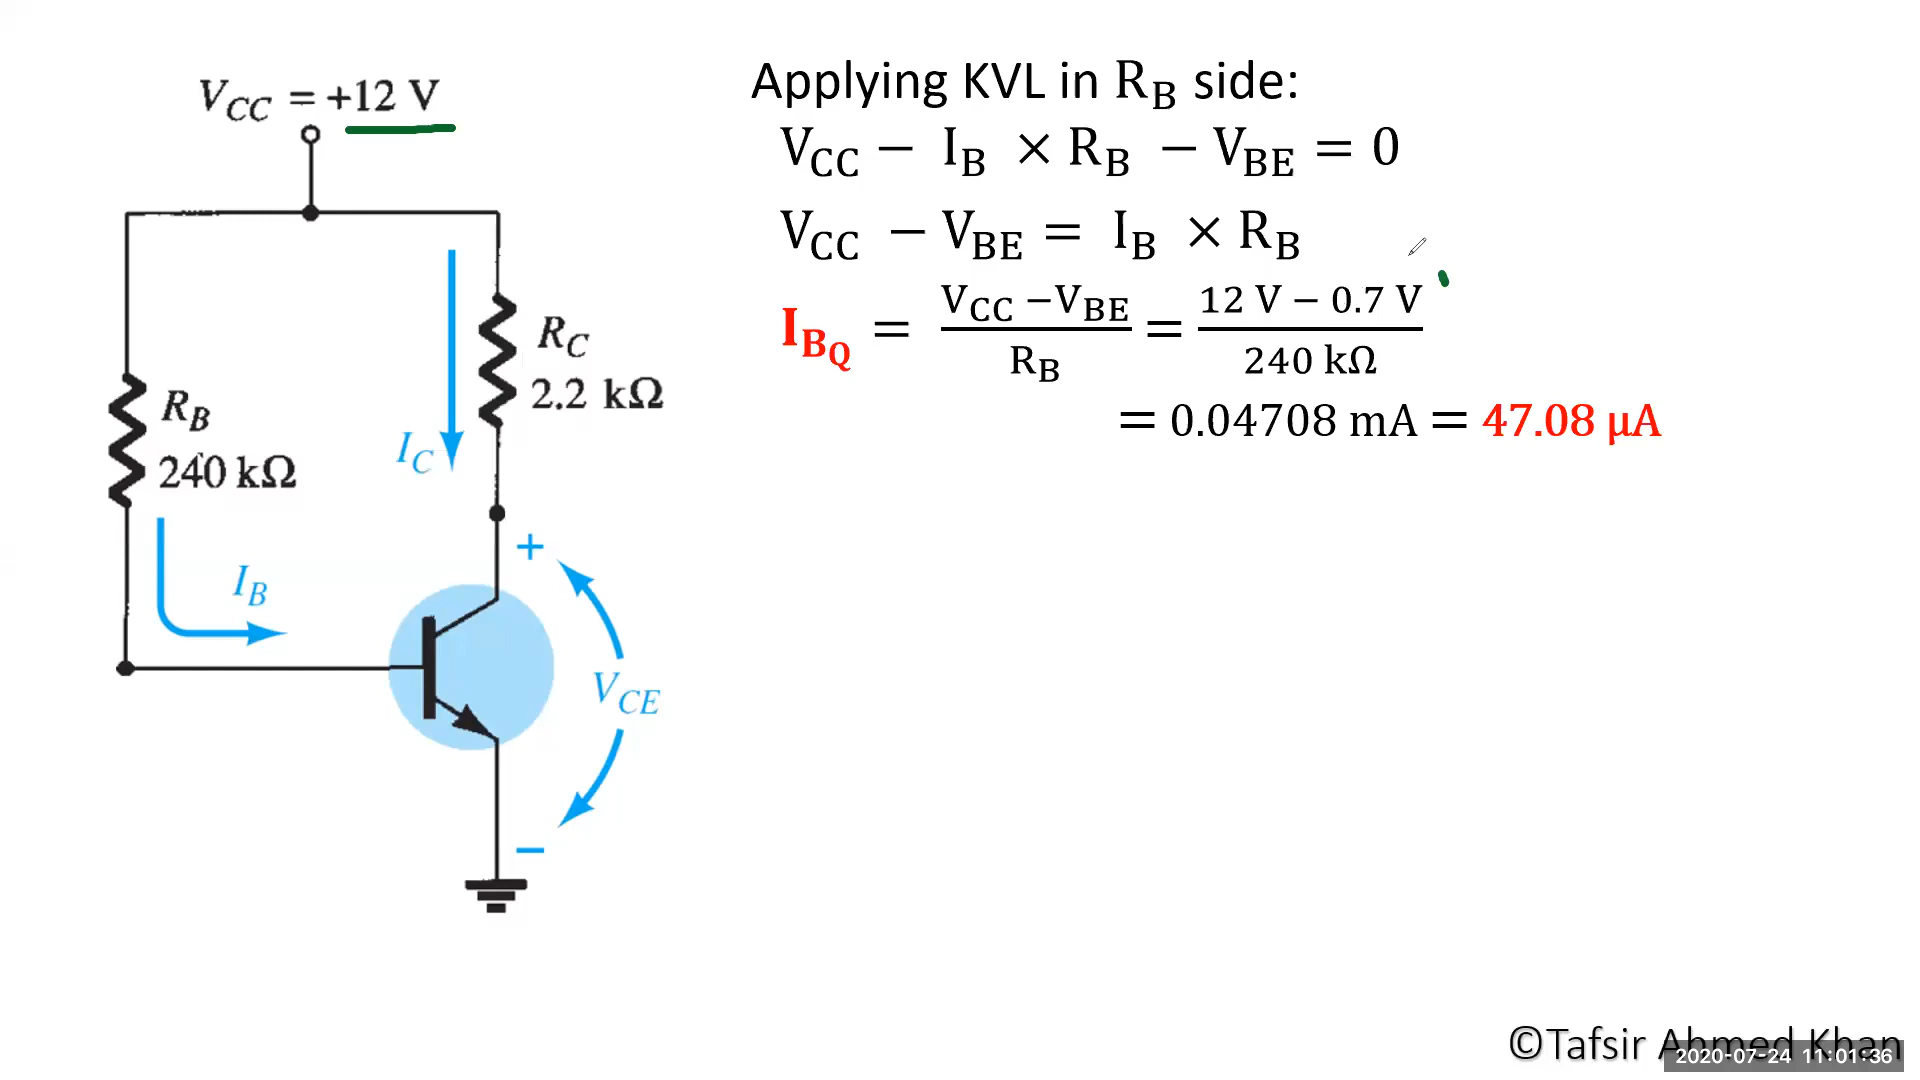 V_CC = +12 V
R_C
2.2 kΩ
I_C
R_B
240 kΩ
I_B
+
V_CE
−
Applying KVL in R_B side:
V_CC − I_B × R_B − V_BE = 0
V_CC − V_BE = I_B × R_B
I_B_Q = (V_CC − V_BE) / R_B = (12 V − 0.7 V) / 240 kΩ
= 0.04708 mA = 47.08 µA
©Tafsir Ahmed Khan
2020-07-24 11:01:36